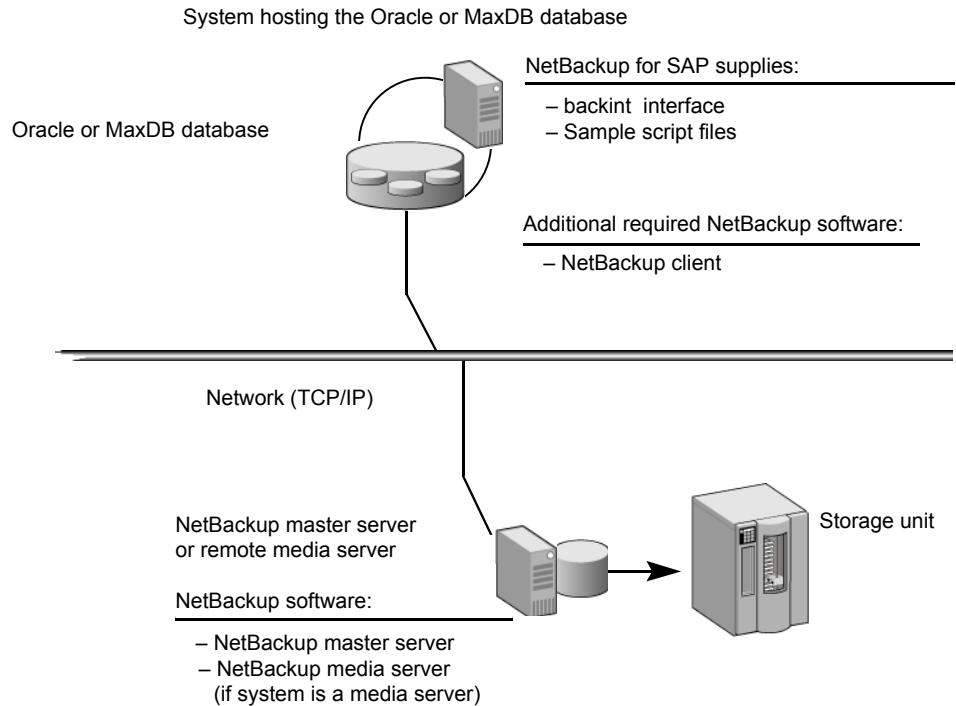 System hosting the Oracle or MaxDB database
NetBackup for SAP supplies:
– backint interface
– Sample script files
Oracle or MaxDB database
Additional required NetBackup software:
– NetBackup client
Network (TCP/IP)
NetBackup master server
or remote media server
Storage unit
NetBackup software:
– NetBackup master server
– NetBackup media server
(if system is a media server)